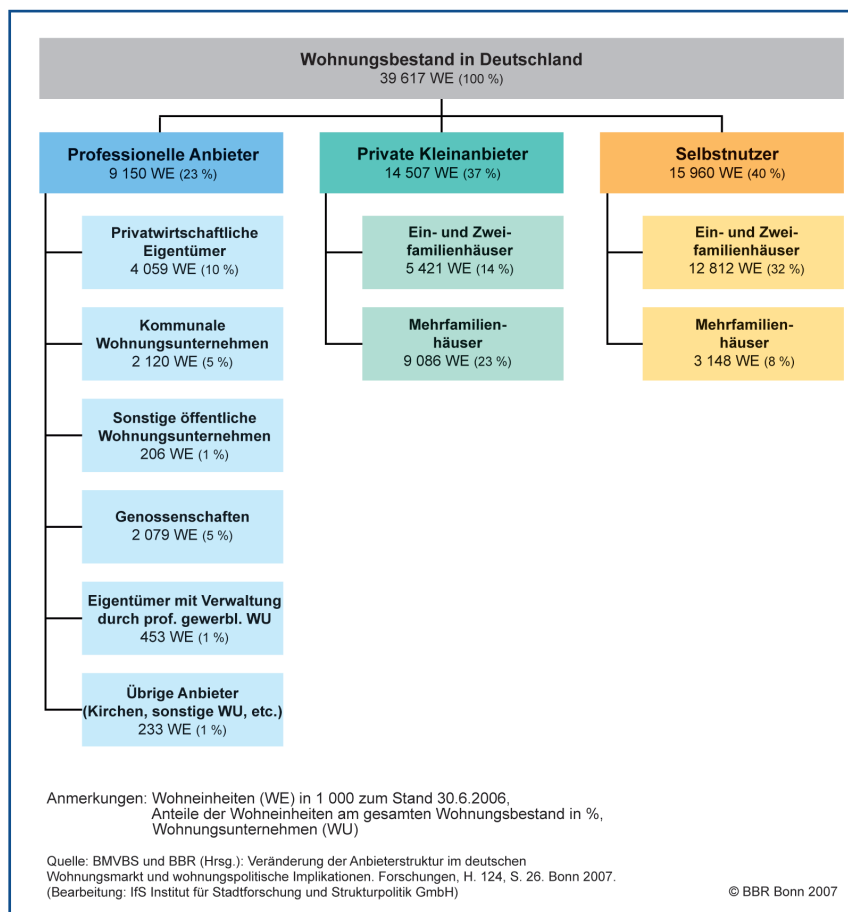 Wohnungsbestand in Deutschland
39 617 WE (100 %)
Professionelle Anbieter
9 150 WE (23 %)
Privatwirtschaftliche
Eigentümer
4 059 WE (10 %)
Kommunale
Wohnungsunternehmen
2 120 WE (5 %)
Sonstige öffentliche
Wohnungsunternehmen
206 WE (1 %)
Genossenschaften
2 079 WE (5 %)
Eigentümer mit Verwaltung
durch prof. gewerbl. WU
453 WE (1 %)
Übrige Anbieter
(Kirchen, sonstige WU, etc.)
233 WE (1 %)
Private Kleinanbieter
14 507 WE (37 %)
Ein- und Zwei-
familienhäuser
5 421 WE (14 %)
Mehrfamilien-
häuser
9 086 WE (23 %)
Selbstnutzer
15 960 WE (40 %)
Ein- und Zwei-
familienhäuser
12 812 WE (32 %)
Mehrfamilien-
häuser
3 148 WE (8 %)
Anmerkungen: Wohneinheiten (WE) in 1 000 zum Stand 30.6.2006,
Anteile der Wohneinheiten am gesamten Wohnungsbestand in %,
Wohnungsunternehmen (WU)
Quelle: BMVBS und BBR (Hrsg.): Veränderung der Anbieterstruktur im deutschen
Wohnungsmarkt und wohnungspolitische Implikationen. Forschungen, H. 124, S. 26. Bonn 2007.
(Bearbeitung: IfS Institut für Stadtforschung und Strukturpolitik GmbH)
© BBR Bonn 2007